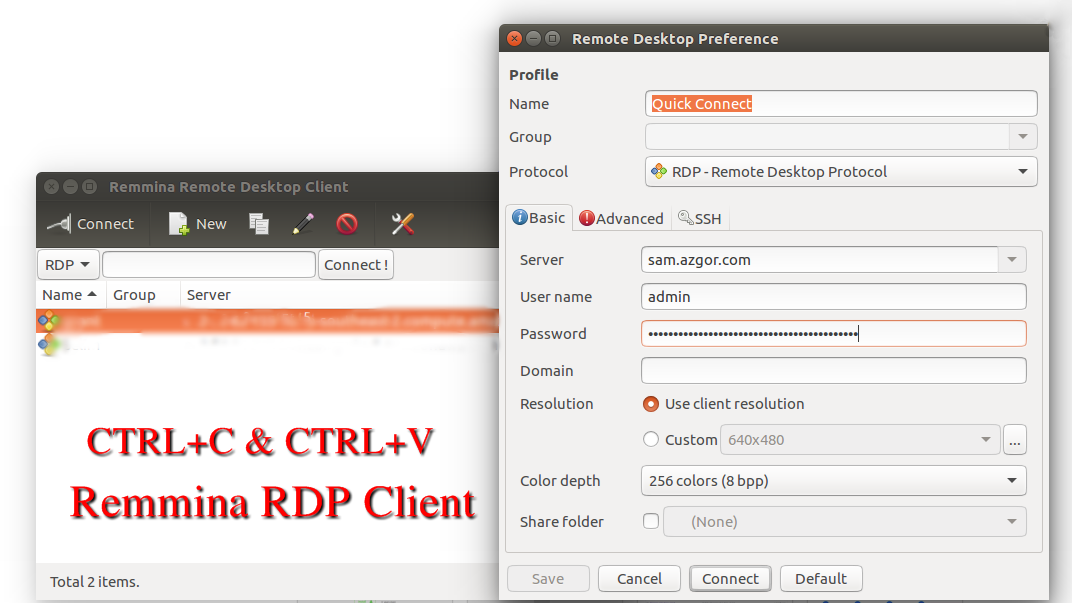 Remmina Remote Desktop Client
Connect New
RDP Connect !
Name Group Server
CTRL+C & CTRL+V
Remmina RDP Client
Total 2 items.
Remote Desktop Preference
Profile
Name Quick Connect
Group
Protocol RDP - Remote Desktop Protocol
Basic Advanced SSH
Server sam.azgor.com
User name admin
Password
Domain
Resolution Use client resolution
Custom 640x480 ...
Color depth 256 colors (8 bpp)
Share folder (None)
Save Cancel Connect Default